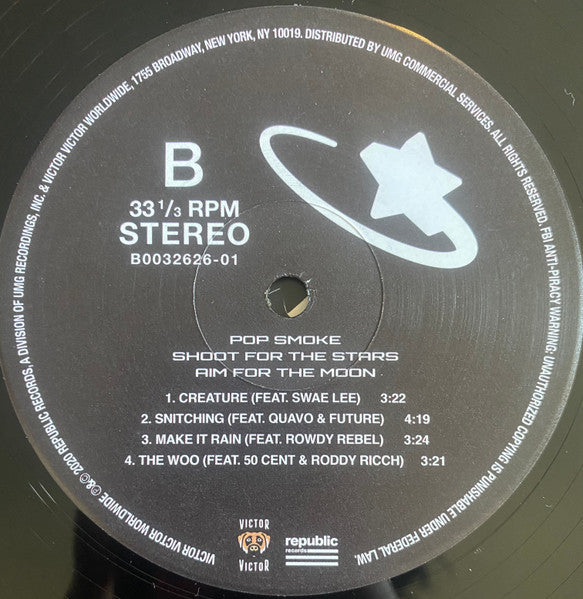 B
33 1/3 RPM
STEREO
B0032626-01
POP SMOKE
SHOOT FOR THE STARS
AIM FOR THE MOON
1. CREATURE (FEAT. SWAE LEE) 3:22
2. SNITCHING (FEAT. QUAVO & FUTURE) 4:19
3. MAKE IT RAIN (FEAT. ROWDY REBEL) 3:24
4. THE WOO (FEAT. 50 CENT & RODDY RICCH) 3:21
VICTOR
VICTOR
republic
records
VICTOR VICTOR WORLDWIDE ℗&© 2020 REPUBLIC RECORDS, A DIVISION OF UMG RECORDINGS, INC. & VICTOR VICTOR WORLDWIDE, 1755 BROADWAY, NEW YORK, NY 10019. DISTRIBUTED BY UMG COMMERCIAL SERVICES. ALL RIGHTS RESERVED. FBI ANTI-PIRACY WARNING: UNAUTHORIZED COPYING IS PUNISHABLE UNDER FEDERAL LAW.